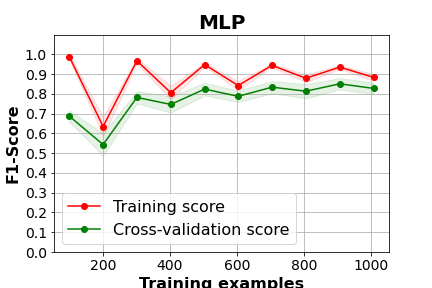 MLP
F1-Score
1.0
0.9
0.8
0.7
0.6
0.5
0.4
0.3
0.2
0.1
0.0
Training score
Cross-validation score
200 400 600 800 1000
Training examples